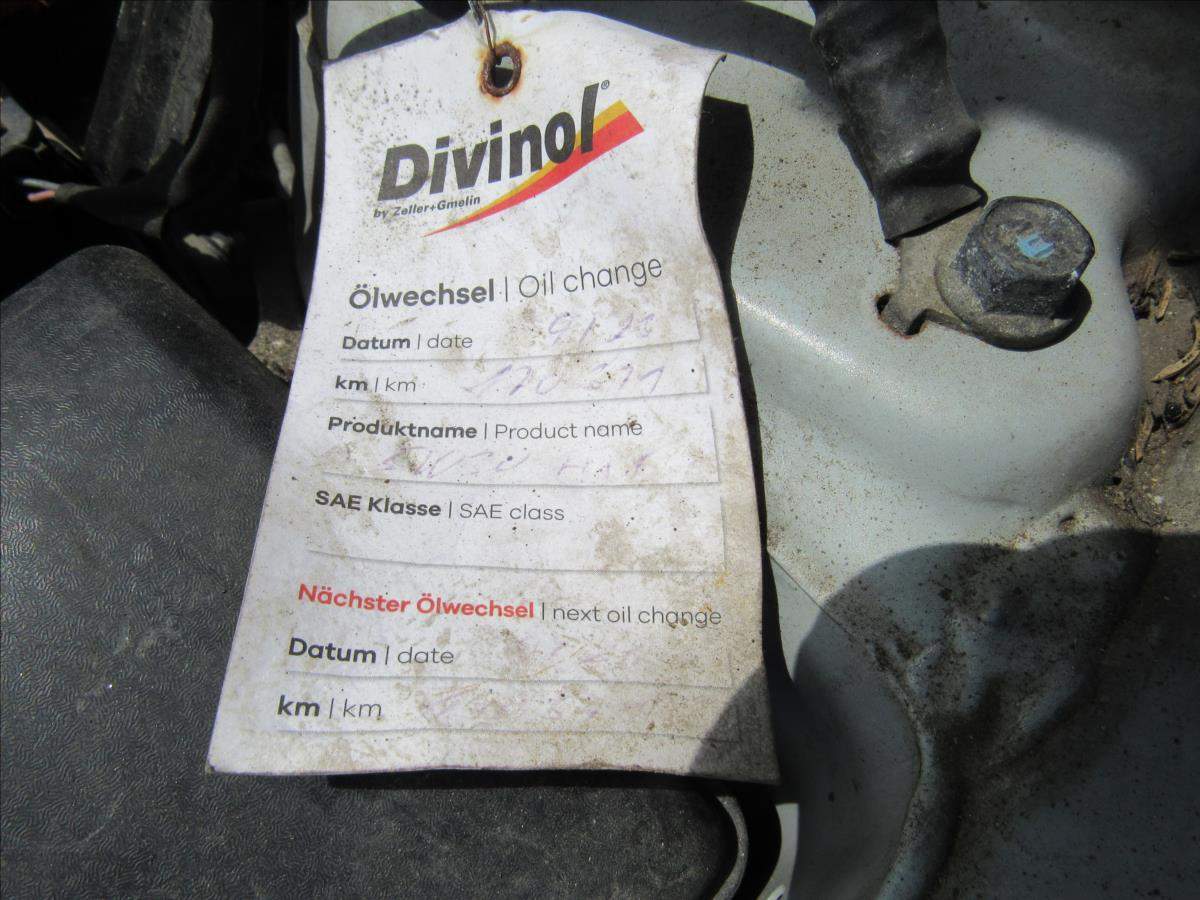 Divinol®
by Zeller+Gmelin
Ölwechsel | Oil change
Datum | date
km | km
Produktname | Product name
SAE Klasse | SAE class
Nächster Ölwechsel | next oil change
Datum | date
km | km